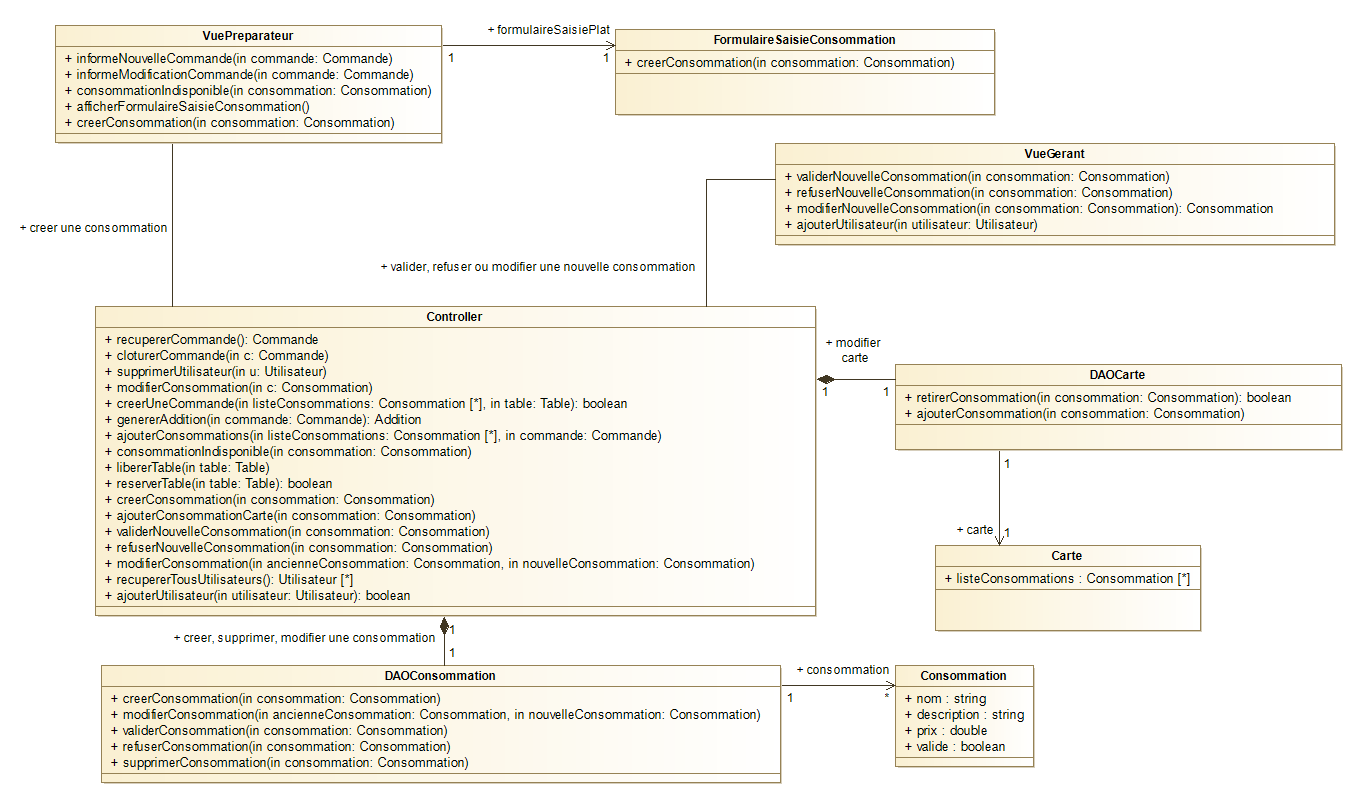 VuePreparateur
+ informeNouvelleCommande(in commande: Commande)
+ informeModificationCommande(in commande: Commande)
+ consommationIndisponible(in consommation: Consommation)
+ afficherFormulaireSaisieConsommation()
+ creerConsommation(in consommation: Consommation)
+ formulaireSaisiePlat
1
1
FormulaireSaisieConsommation
+ creerConsommation(in consommation: Consommation)
VueGerant
+ validerNouvelleConsommation(in consommation: Consommation)
+ refuserNouvelleConsommation(in consommation: Consommation)
+ modifierNouvelleConsommation(in consommation: Consommation): Consommation
+ ajouterUtilisateur(in utilisateur: Utilisateur)
+ creer une consommation
+ valider, refuser ou modifier une nouvelle consommation
Controller
+ recupererCommande(): Commande
+ cloturerCommande(in c: Commande)
+ supprimerUtilisateur(in u: Utilisateur)
+ modifierConsommation(in c: Consommation)
+ creerUneCommande(in listeConsommations: Consommation [*], in table: Table): boolean
+ genererAddition(in commande: Commande): Addition
+ ajouterConsommations(in listeConsommations: Consommation [*], in commande: Commande)
+ consommationIndisponible(in consommation: Consommation)
+ libererTable(in table: Table)
+ reserverTable(in table: Table): boolean
+ creerConsommation(in consommation: Consommation)
+ ajouterConsommationCarte(in consommation: Consommation)
+ validerNouvelleConsommation(in consommation: Consommation)
+ refuserNouvelleConsommation(in consommation: Consommation)
+ modifierConsommation(in ancienneConsommation: Consommation, in nouvelleConsommation: Consommation)
+ recupererTousUtilisateurs(): Utilisateur [*]
+ ajouterUtilisateur(in utilisateur: Utilisateur): boolean
+ modifier
carte
1
1
DAOCarte
+ retirerConsommation(in consommation: Consommation): boolean
+ ajouterConsommation(in consommation: Consommation)
1
+ carte
1
Carte
+ listeConsommations : Consommation [*]
+ creer, supprimer, modifier une consommation
1
1
DAOConsommation
+ creerConsommation(in consommation: Consommation)
+ modifierConsommation(in ancienneConsommation: Consommation, in nouvelleConsommation: Consommation)
+ validerConsommation(in consommation: Consommation)
+ refuserConsommation(in consommation: Consommation)
+ supprimerConsommation(in consommation: Consommation)
+ consommation
1
*
Consommation
+ nom : string
+ description : string
+ prix : double
+ valide : boolean